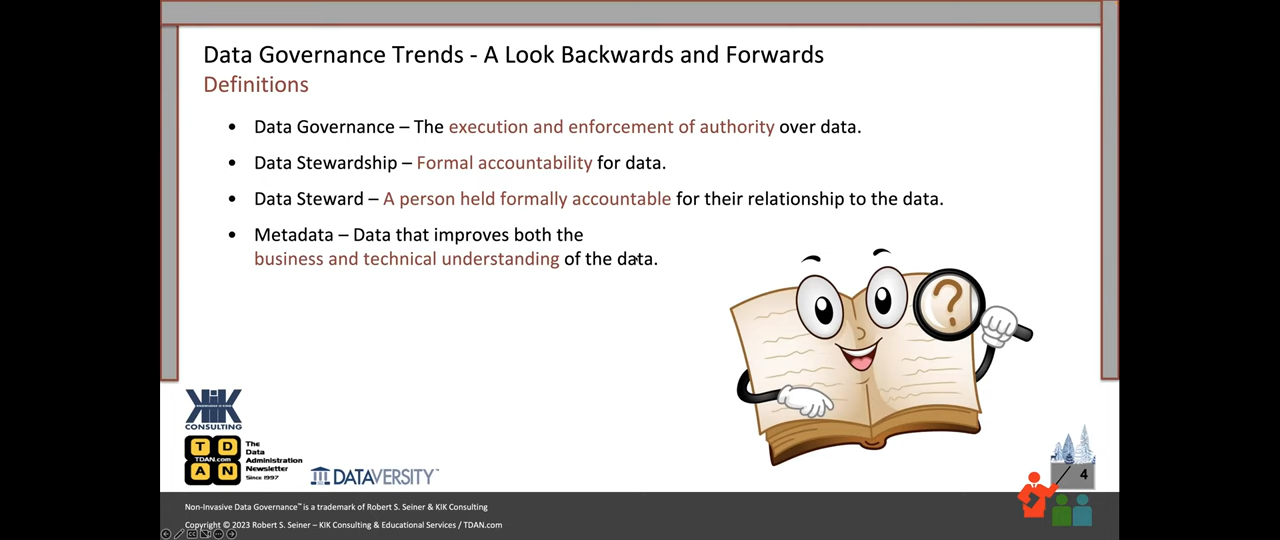 Data Governance Trends - A Look Backwards and Forwards
Definitions
• Data Governance – The execution and enforcement of authority over data.
• Data Stewardship – Formal accountability for data.
• Data Steward – A person held formally accountable for their relationship to the data.
• Metadata – Data that improves both the
business and technical understanding of the data.
?
KIK
CONSULTING
T D
TDAN.com
A N
The
Data
Administration
Newsletter
Since 1997
DATAVERSITY™
4
Non-Invasive Data Governance™ is a trademark of Robert S. Seiner & KIK Consulting
Copyright © 2023 Robert S. Seiner – KIK Consulting & Educational Services / TDAN.com